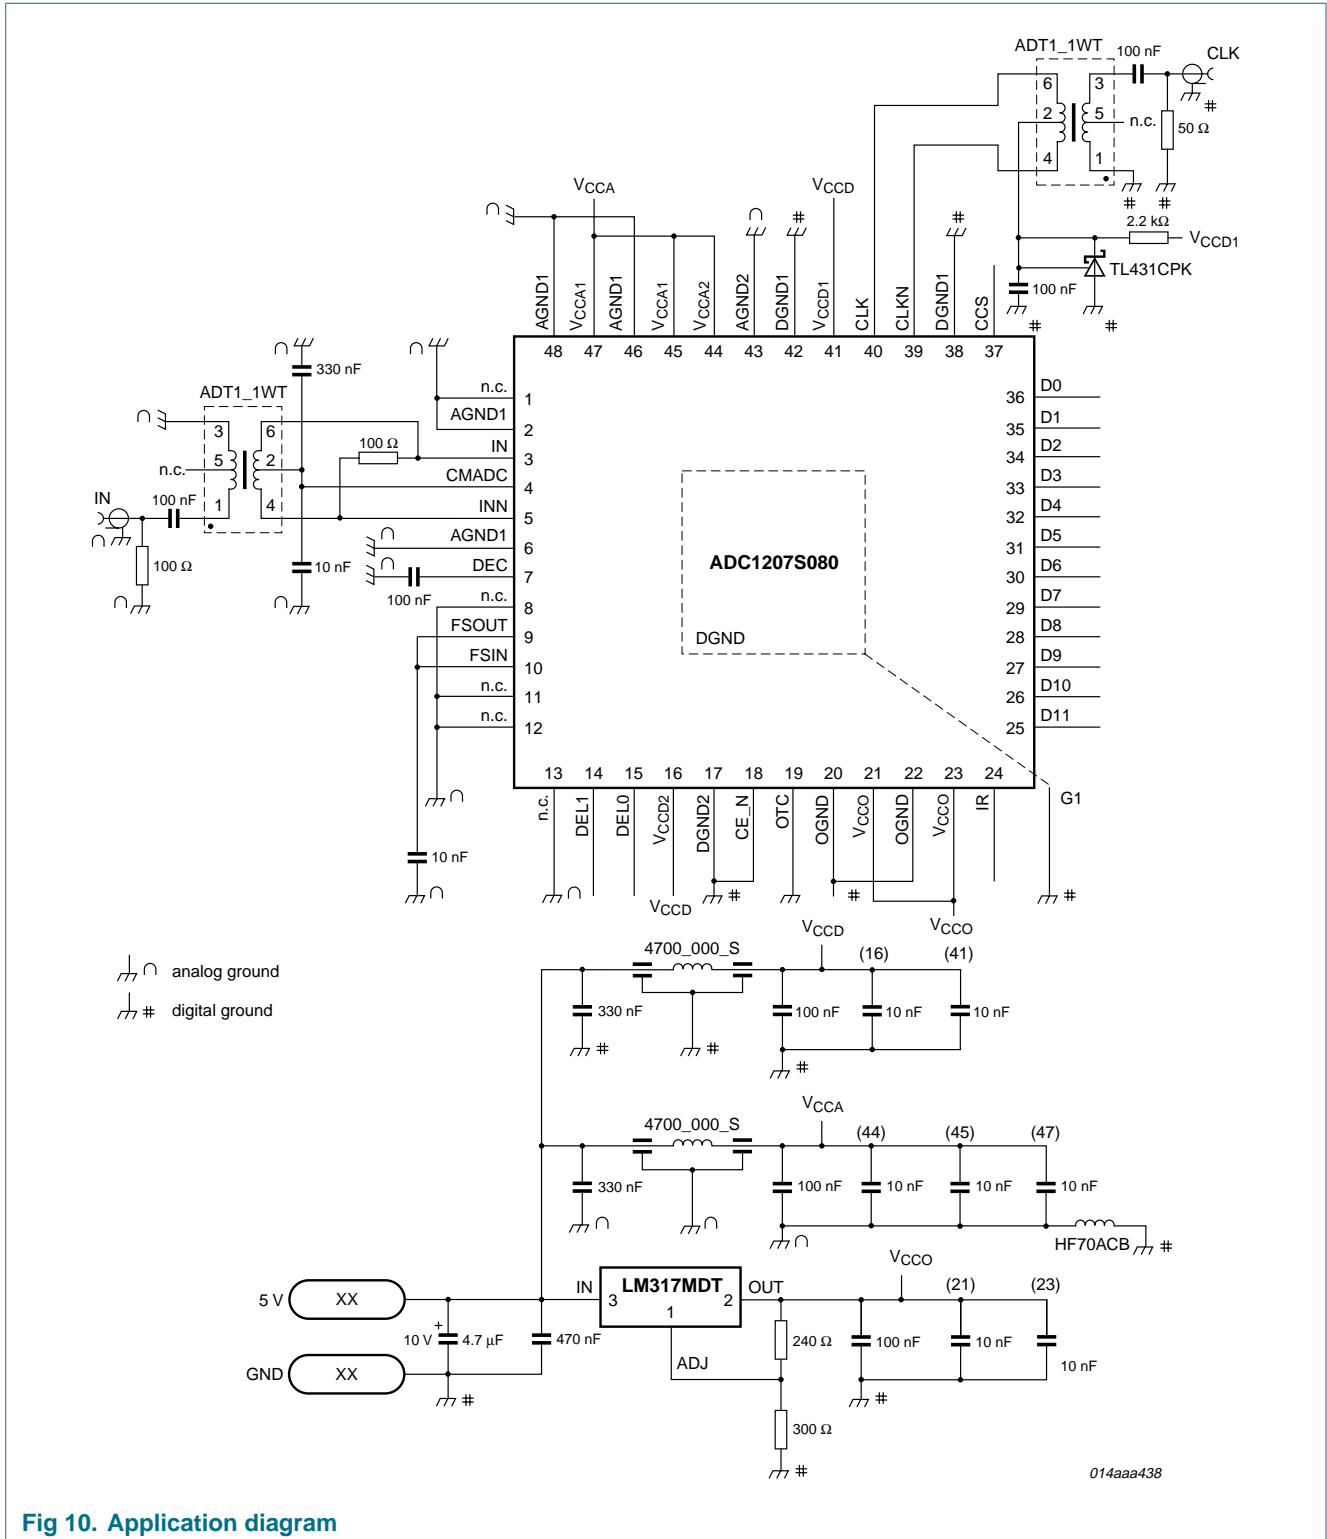 ADT1_1WT
100 nF
CLK
6
3
2
5
n.c.
50 Ω
4
1
#
#
#
2.2 kΩ
VCCD1
TL431CPK
100 nF
#
#
VCCA
VCCD
#
#
AGND1
VCCA1
AGND1
VCCA1
VCCA2
AGND2
DGND1
VCCD1
CLK
CLKN
DGND1
CCS
48
47
46
45
44
43
42
41
40
39
38
37
330 nF
ADT1_1WT
3
6
5
2
n.c.
1
4
100 Ω
IN
100 nF
100 Ω
10 nF
100 nF
n.c.
1
AGND1
2
IN
3
CMADC
4
INN
5
AGND1
6
DEC
7
n.c.
8
FSOUT
9
FSIN
10
n.c.
11
n.c.
12
10 nF
ADC1207S080
DGND
36 D0
35 D1
34 D2
33 D3
32 D4
31 D5
30 D6
29 D7
28 D8
27 D9
26 D10
25 D11
13
14
15
16
17
18
19
20
21
22
23
24
n.c.
DEL1
DEL0
VCCD2
DGND2
CE_N
OTC
OGND
VCCO
OGND
VCCO
IR
G1
VCCD
#
#
VCCO
#
analog ground
# digital ground
4700_000_S
VCCD
(16)
(41)
330 nF
100 nF
10 nF
10 nF
#
#
#
4700_000_S
VCCA
(44)
(45)
(47)
330 nF
100 nF
10 nF
10 nF
10 nF
HF70ACB
#
5 V
XX
IN
LM317MDT
3
1
2
OUT
VCCO
(21)
(23)
+
10 V
4.7 μF
470 nF
240 Ω
100 nF
10 nF
10 nF
GND
XX
ADJ
#
#
300 Ω
#
014aaa438
Fig 10. Application diagram